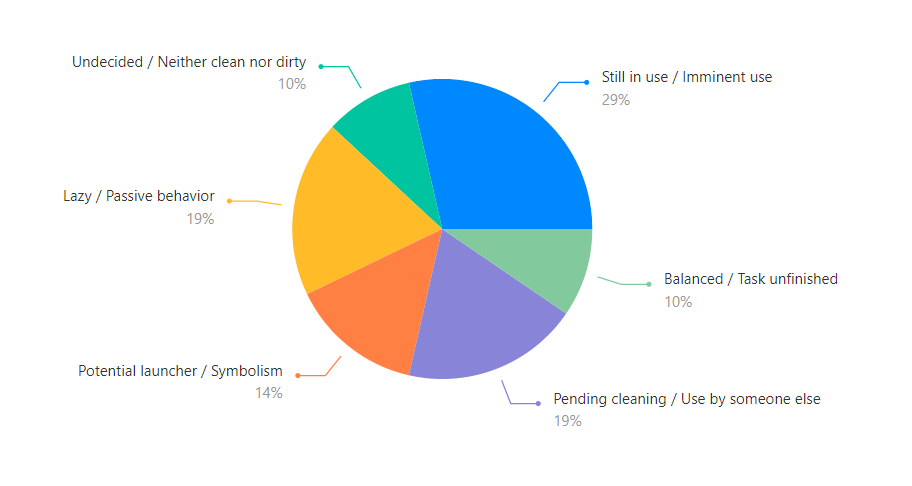 Undecided / Neither clean nor dirty
10%
Still in use / Imminent use
29%
Lazy / Passive behavior
19%
Balanced / Task unfinished
10%
Potential launcher / Symbolism
14%
Pending cleaning / Use by someone else
19%